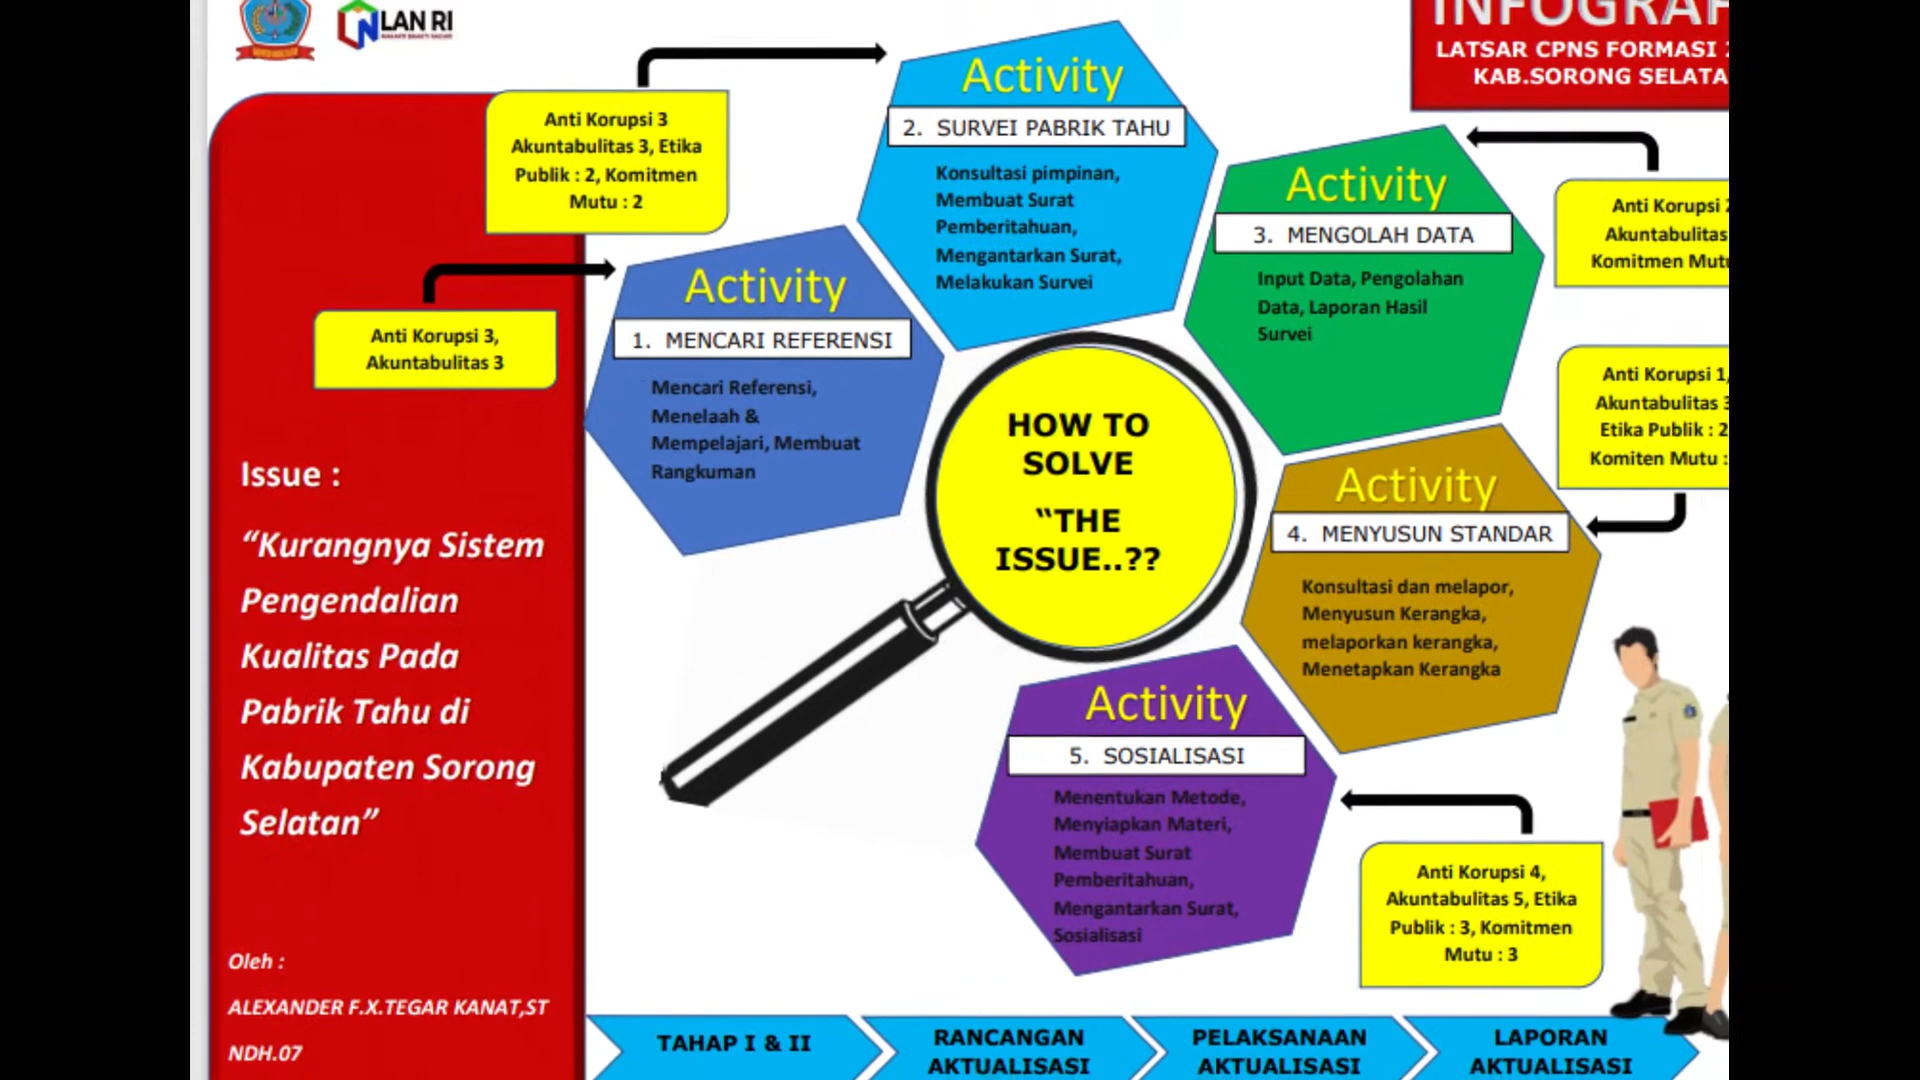 LAN RI
INFOGRAF
LATSAR CPNS FORMASI
KAB.SORONG SELATA
Anti Korupsi 3
Akuntabulitas 3, Etika
Publik : 2, Komitmen
Mutu : 2
Anti Korupsi 3,
Akuntabulitas 3
Issue :
“Kurangnya Sistem
Pengendalian
Kualitas Pada
Pabrik Tahu di
Kabupaten Sorong
Selatan”
Oleh :
ALEXANDER F.X.TEGAR KANAT,ST
NDH.07
Activity
1. MENCARI REFERENSI
Mencari Referensi,
Menelaah &
Mempelajari, Membuat
Rangkuman
Activity
2. SURVEI PABRIK TAHU
Konsultasi pimpinan,
Membuat Surat
Pemberitahuan,
Mengantarkan Surat,
Melakukan Survei
Activity
3. MENGOLAH DATA
Input Data, Pengolahan
Data, Laporan Hasil
Survei
Anti Korupsi
Akuntabulitas
Komitmen Mutu
HOW TO
SOLVE
“THE
ISSUE..??
Anti Korupsi 1,
Akuntabulitas 3
Etika Publik : 2
Komiten Mutu :
Activity
4. MENYUSUN STANDAR
Konsultasi dan melapor,
Menyusun Kerangka,
melaporkan kerangka,
Menetapkan Kerangka
Activity
5. SOSIALISASI
Menentukan Metode,
Menyiapkan Materi,
Membuat Surat
Pemberitahuan,
Mengantarkan Surat,
Sosialisasi
Anti Korupsi 4,
Akuntabulitas 5, Etika
Publik : 3, Komitmen
Mutu : 3
TAHAP I & II
RANCANGAN
AKTUALISASI
PELAKSANAAN
AKTUALISASI
LAPORAN
AKTUALISASI